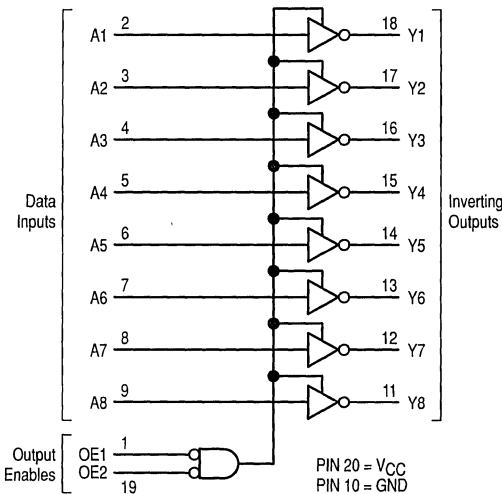 A1 2 18 Y1
A2 3 17 Y2
A3 4 16 Y3
A4 5 15 Y4
Data
Inputs
Inverting
Outputs
A5 6 14 Y5
A6 7 13 Y6
A7 8 12 Y7
A8 9 11 Y8
Output
Enables
OE1 1
OE2 19
PIN 20 = VCC
PIN 10 = GND